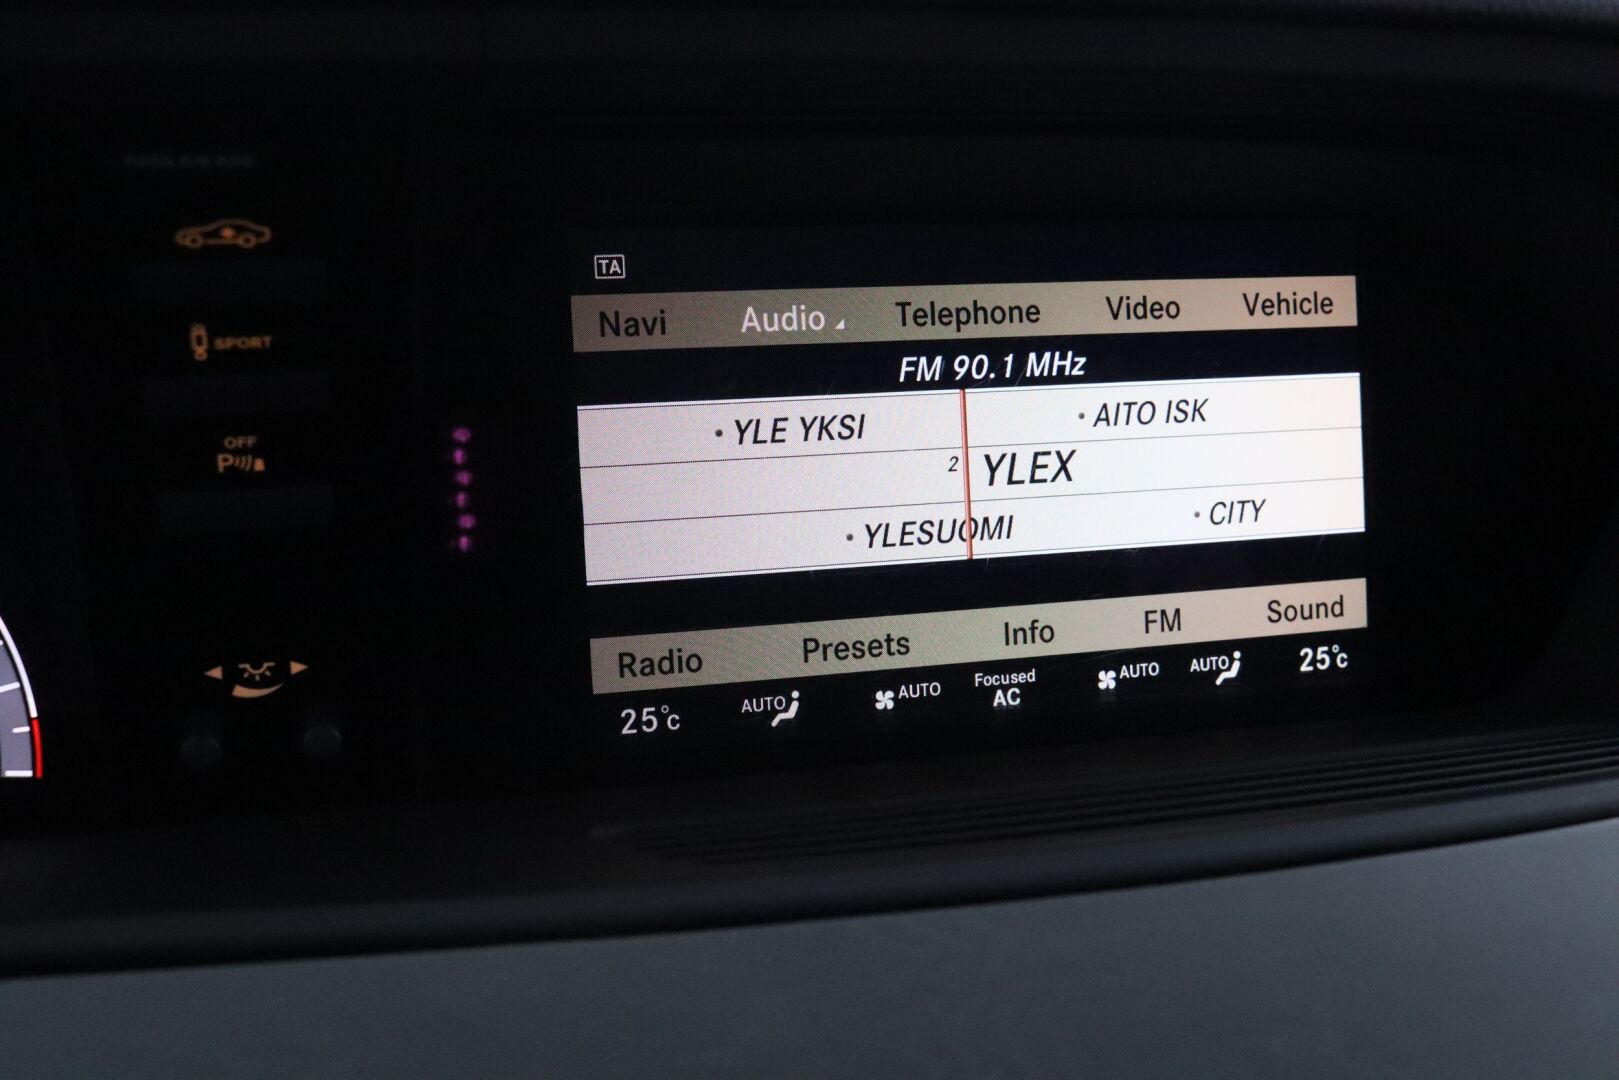 SPORT
OFF
P
TA
Navi Audio Telephone Video Vehicle
FM 90.1 MHz
• YLE YKSI • AITO ISK
2 YLEX
• YLESUOMI • CITY
Radio Presets Info FM Sound
25°C AUTO AUTO Focused AC AUTO AUTO 25°C